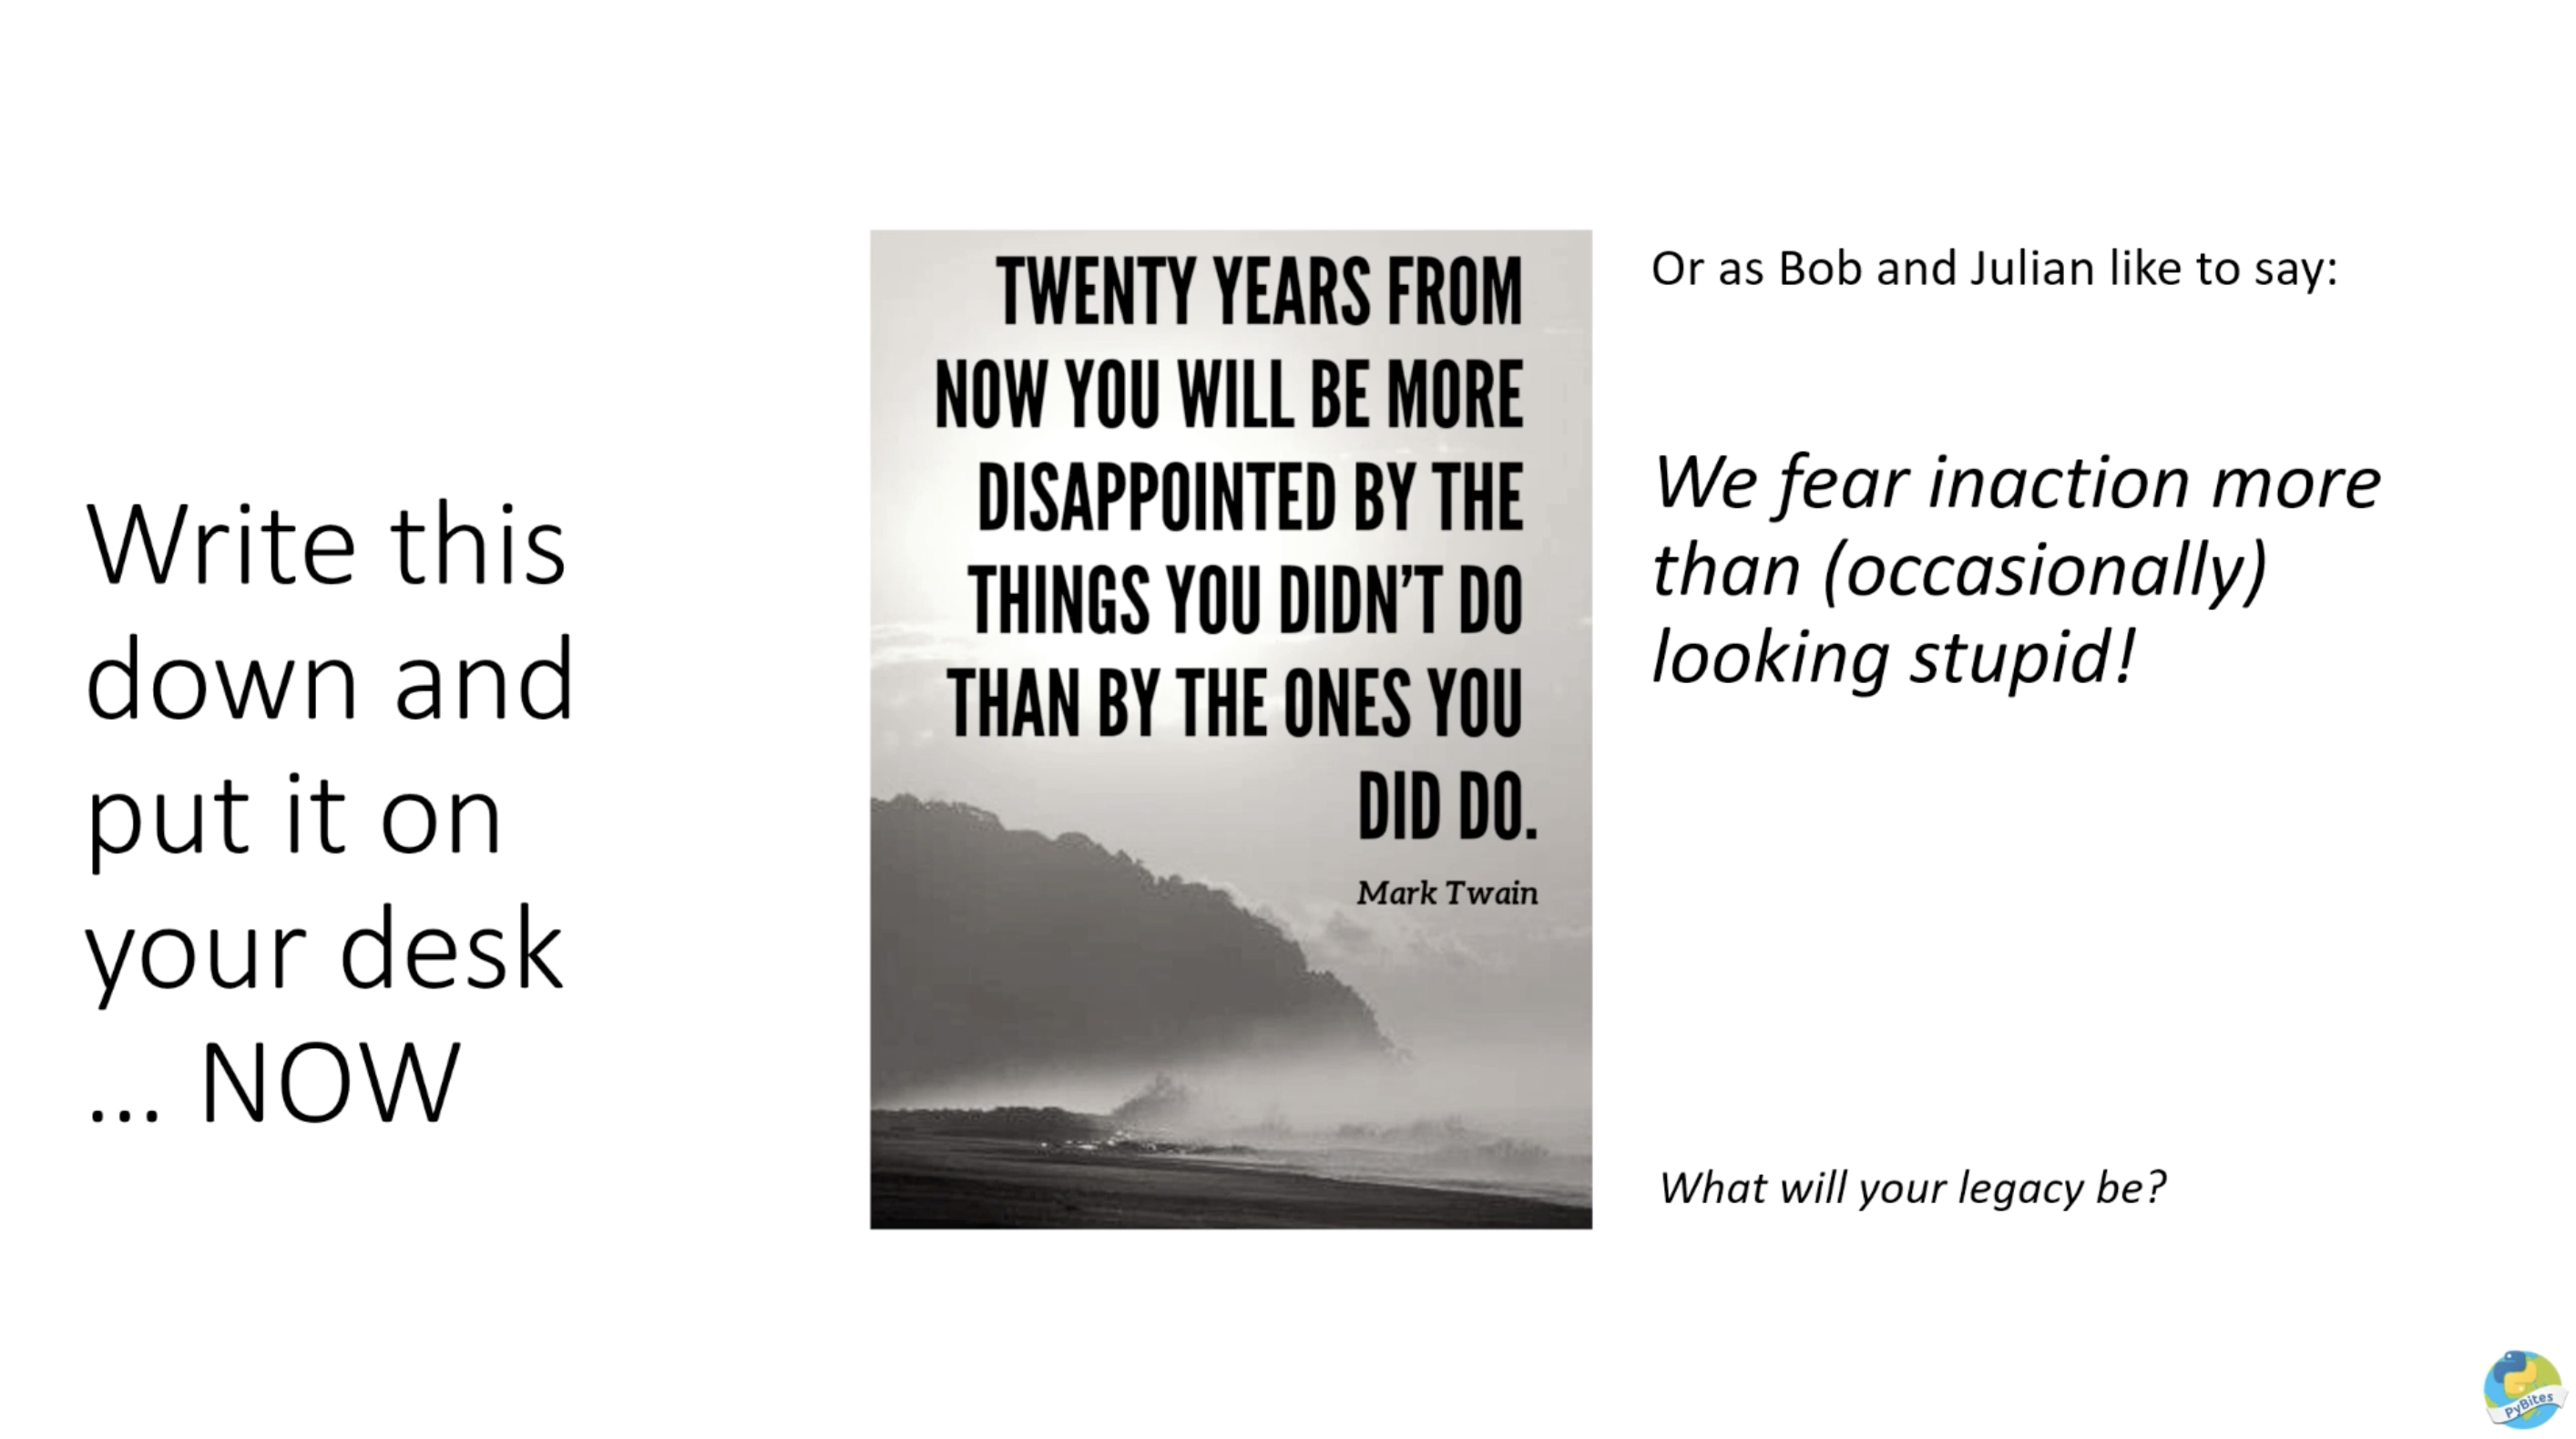 Write this
down and
put it on
your desk
... NOW
TWENTY YEARS FROM
NOW YOU WILL BE MORE
DISAPPOINTED BY THE
THINGS YOU DIDN'T DO
THAN BY THE ONES YOU
DID DO.
Mark Twain
Or as Bob and Julian like to say:
We fear inaction more
than (occasionally)
looking stupid!
What will your legacy be?
PyBites